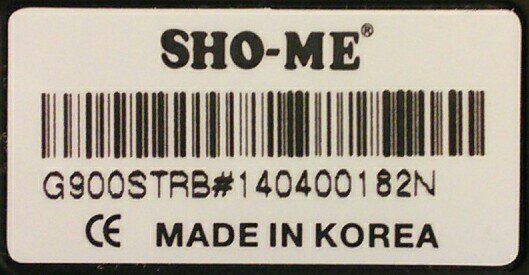 SHO-ME®
G900STRB#140400182N
CE MADE IN KOREA